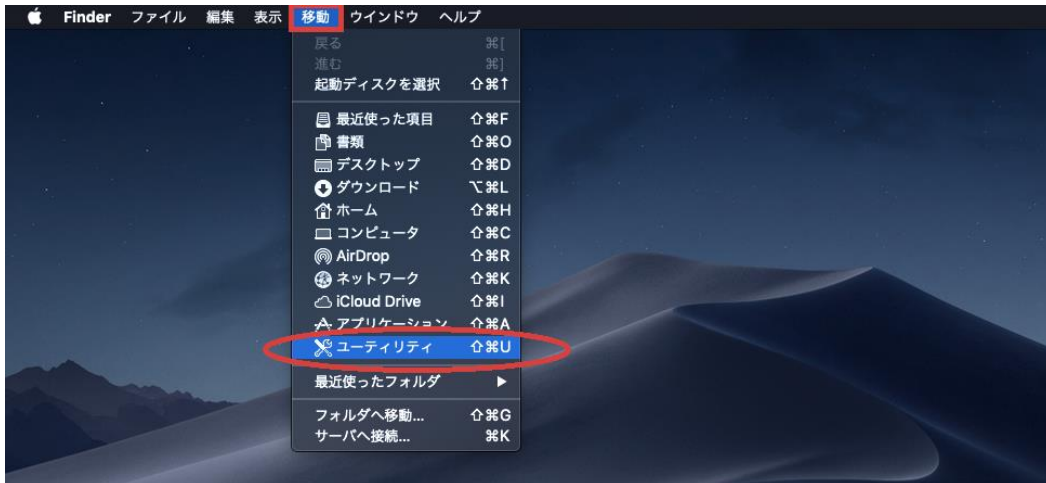 Finder ファイル 編集 表示 移動 ウインドウ ヘルプ
戻る ⌘[
進む ⌘]
起動ディスクを選択 ⇧⌘↑
最近使った項目 ⇧⌘F
書類 ⇧⌘O
デスクトップ ⇧⌘D
ダウンロード ⌥⌘L
ホーム ⇧⌘H
コンピュータ ⇧⌘C
AirDrop ⇧⌘R
ネットワーク ⇧⌘K
iCloud Drive ⇧⌘I
アプリケーション ⇧⌘A
ユーティリティ ⇧⌘U
最近使ったフォルダ ▶
フォルダへ移動... ⇧⌘G
サーバへ接続... ⌘K